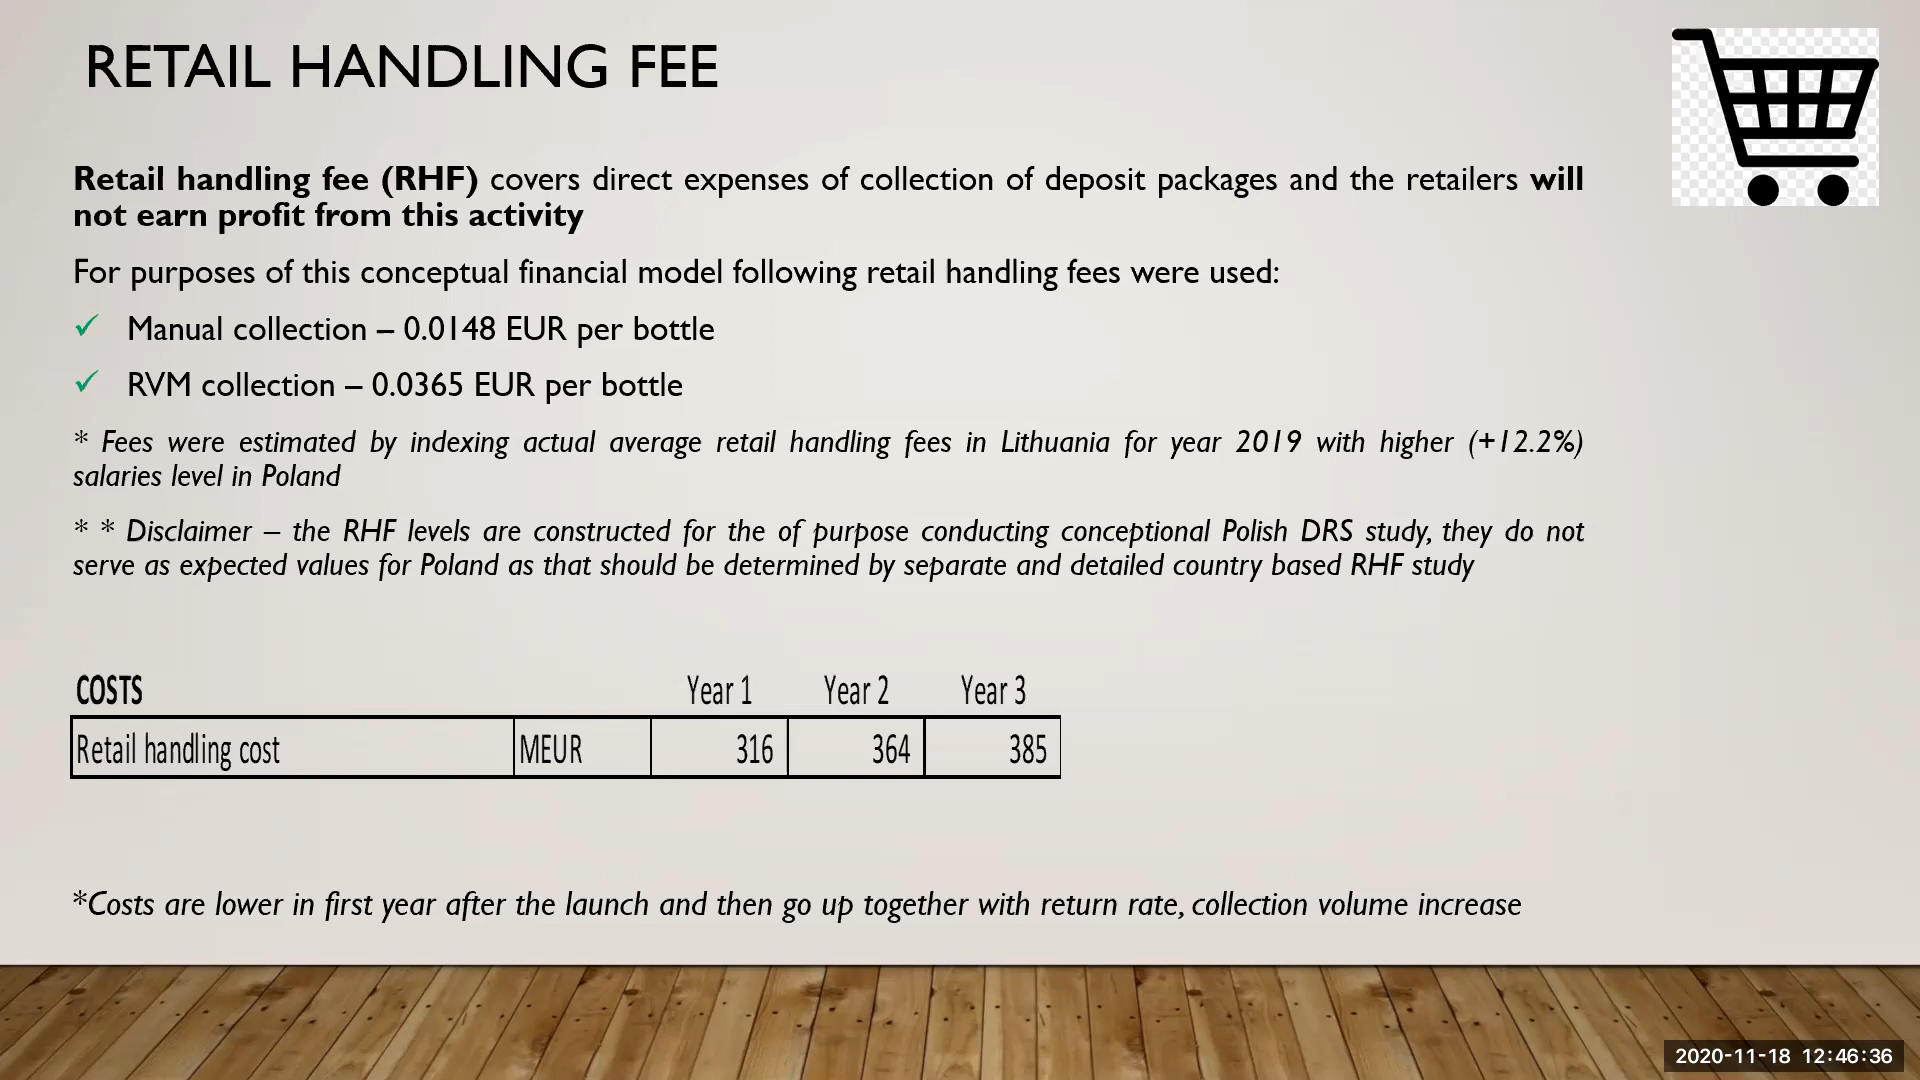 RETAIL HANDLING FEE
Retail handling fee (RHF) covers direct expenses of collection of deposit packages and the retailers will
not earn profit from this activity
For purposes of this conceptual financial model following retail handling fees were used:
✓ Manual collection – 0.0148 EUR per bottle
✓ RVM collection – 0.0365 EUR per bottle
* Fees were estimated by indexing actual average retail handling fees in Lithuania for year 2019 with higher (+12.2%)
salaries level in Poland
* * Disclaimer – the RHF levels are constructed for the of purpose conducting conceptional Polish DRS study, they do not
serve as expected values for Poland as that should be determined by separate and detailed country based RHF study
COSTS Year 1 Year 2 Year 3
Retail handling cost MEUR 316 364 385
*Costs are lower in first year after the launch and then go up together with return rate, collection volume increase
2020-11-18 12:46:36